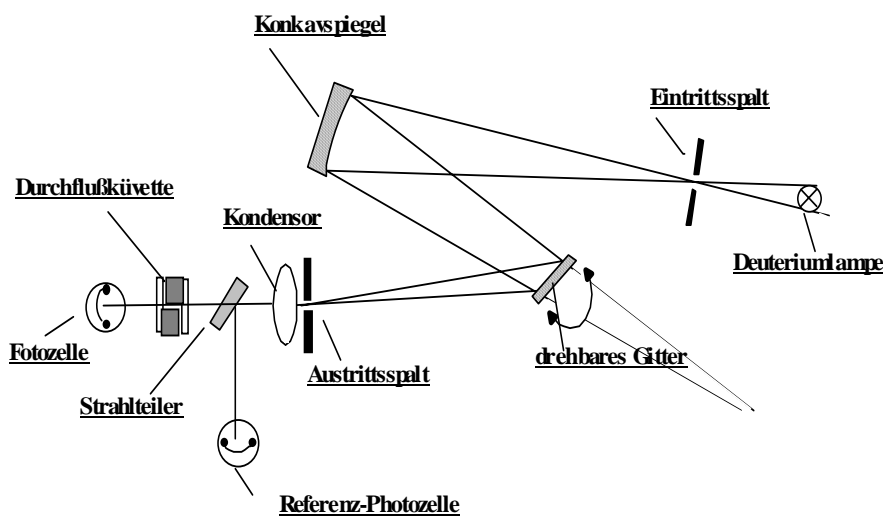 Konkavspiegel
Eintrittsspalt
Durchflußküvette
Kondensor
Deuteriumlampe
Fotozelle
drehbares Gitter
Austrittsspalt
Strahlteiler
Referenz-Photozelle